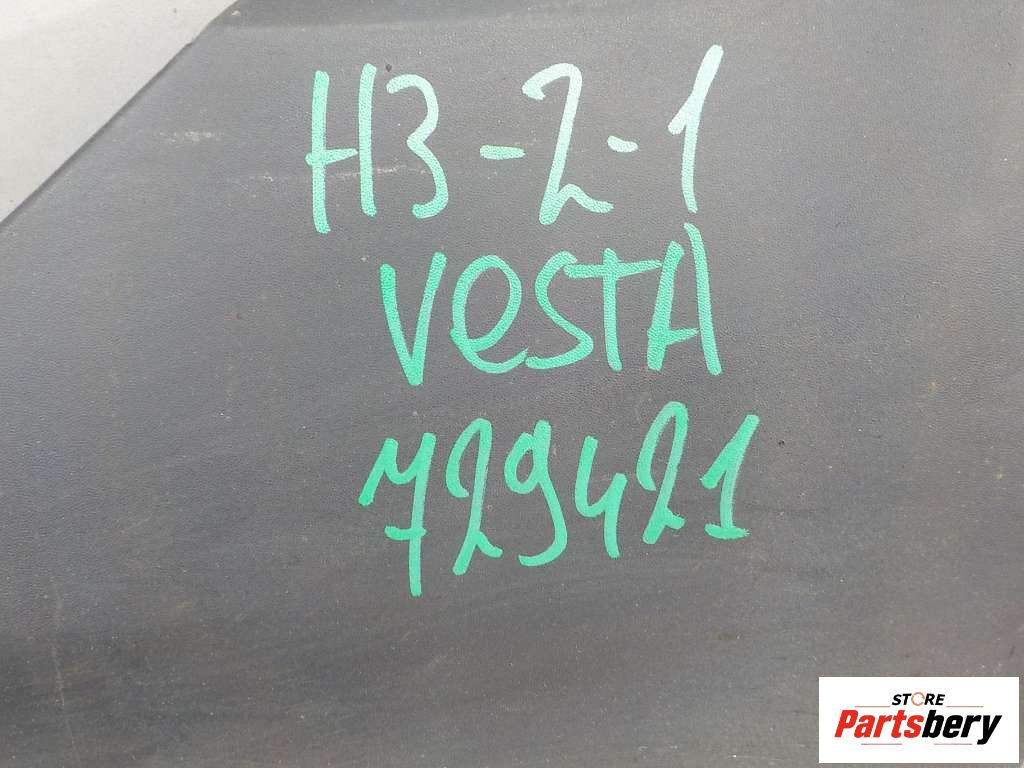 H3-2-1
VestA
729421
STORE
Partsbery